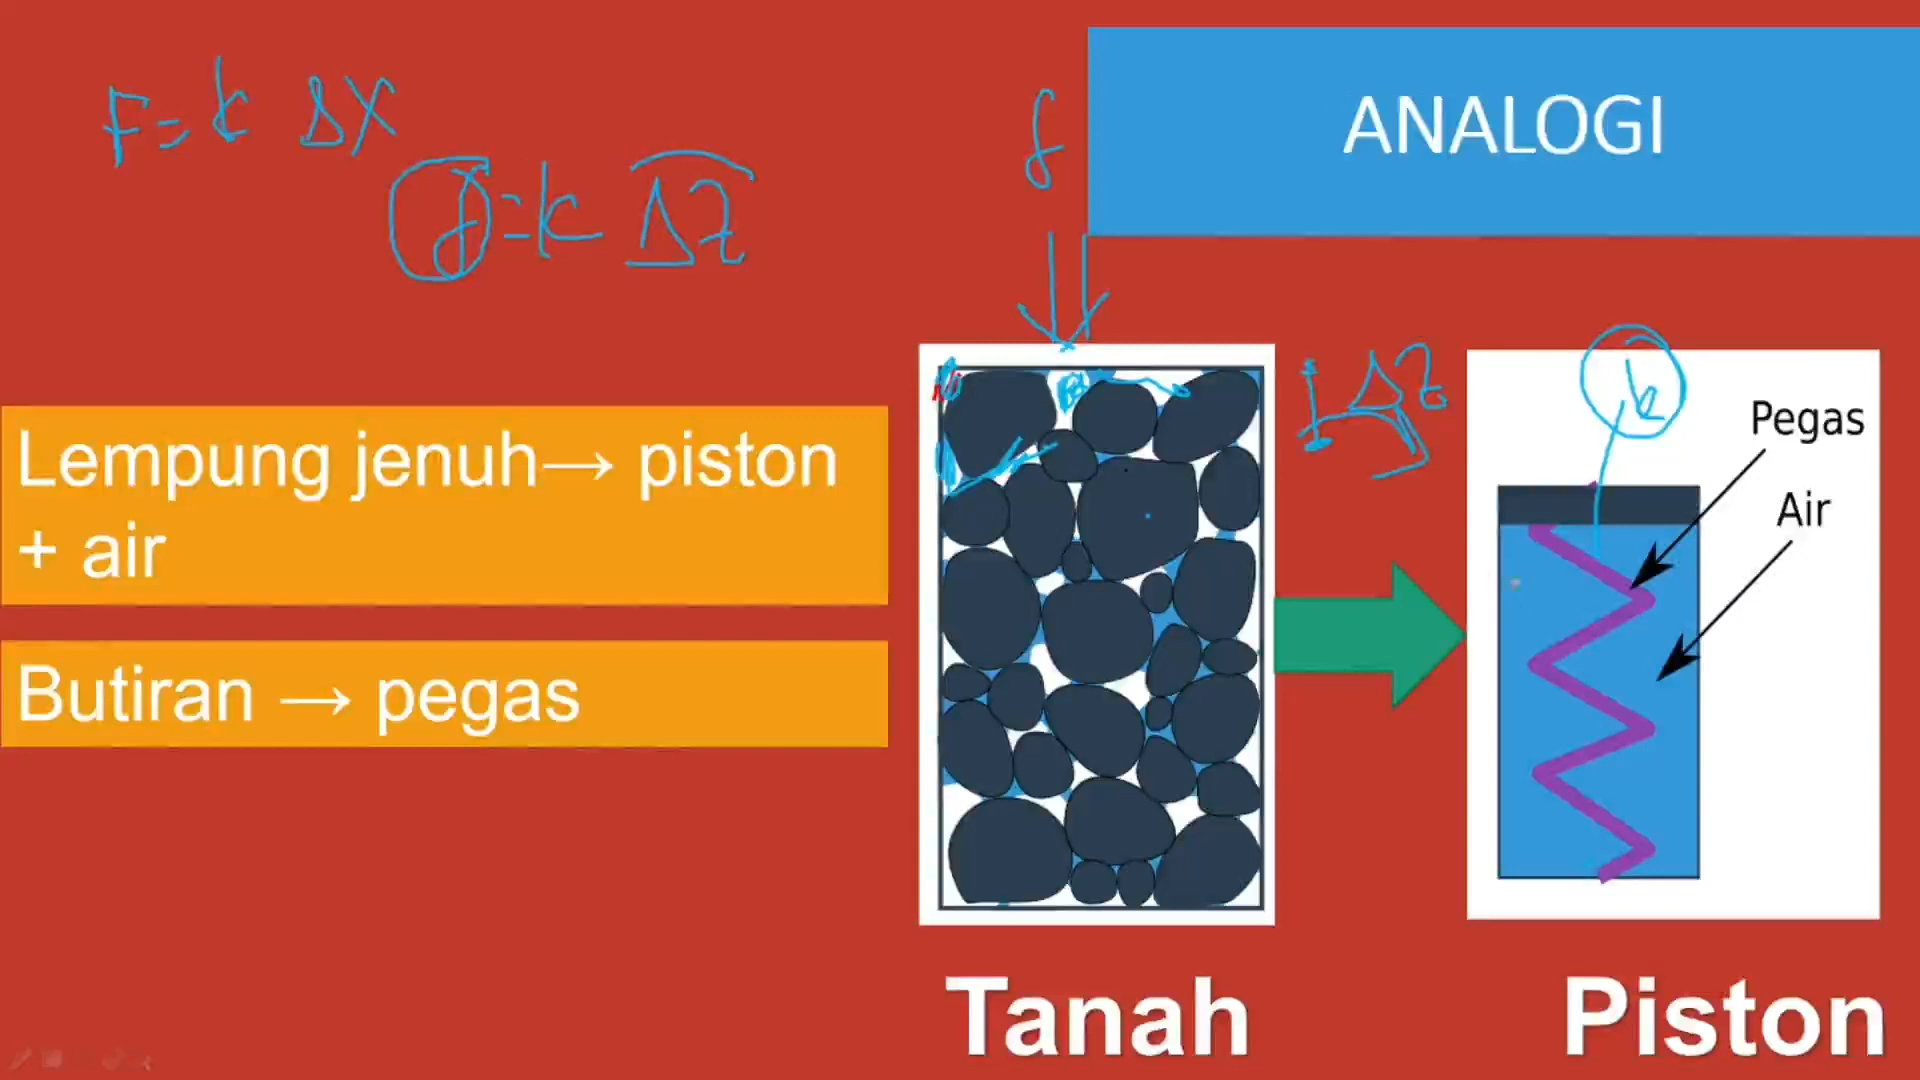 F = k Δx
f = k Δz
f
ANALOGI
Lempung jenuh→ piston
+ air
Butiran → pegas
Δz
k
Pegas
Air
Tanah
Piston